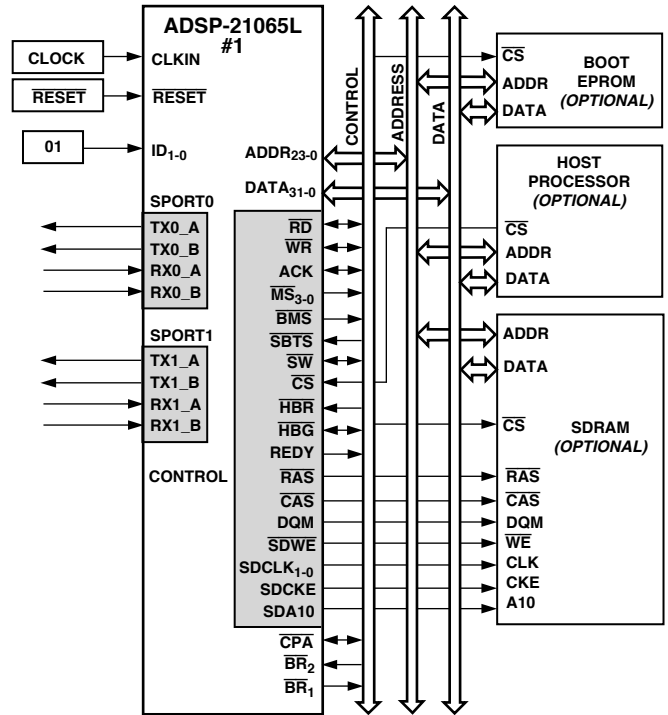 ADSP-21065L
#1
CLOCK
CLKIN
RESET
RESET
01
ID1-0
ADDR23-0
DATA31-0
SPORT0
TX0_A
TX0_B
RX0_A
RX0_B
SPORT1
TX1_A
TX1_B
RX1_A
RX1_B
CONTROL
RD
WR
ACK
MS3-0
BMS
SBTS
SW
CS
HBR
HBG
REDY
RAS
CAS
DQM
SDWE
SDCLK1-0
SDCKE
SDA10
CPA
BR2
BR1
CONTROL
ADDRESS
DATA
CS
ADDR
DATA
BOOT
EPROM
(OPTIONAL)
HOST
PROCESSOR
(OPTIONAL)
CS
ADDR
DATA
ADDR
DATA
SDRAM
(OPTIONAL)
CS
RAS
CAS
DQM
WE
CLK
CKE
A10